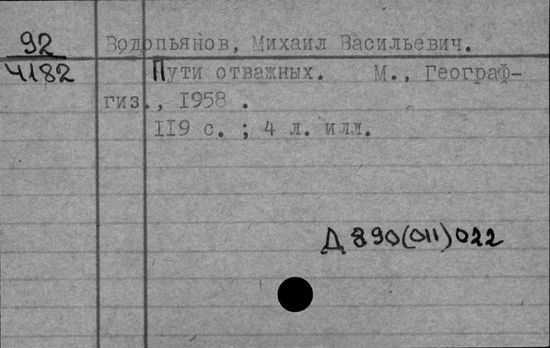 92
Водопьянов, Михаил Васильевич.
4182
Пути отважных. М., Географ-
гиз., 1958 .
119 с. ; 4 л. илл.
Д 890(011)022